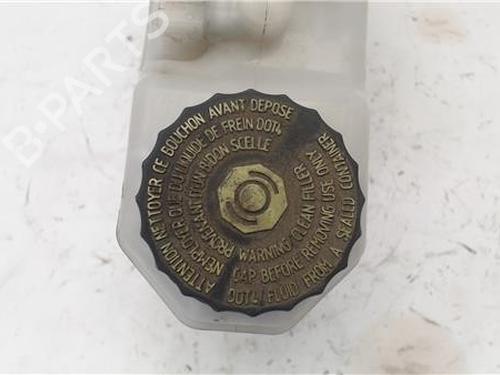 ATTENTION NETTOYER CE BOUCHON AVANT DEPOSE
N'EMPLOYER QUE DU LIQUIDE DE FREIN DOT4
PROVENANT D'UN BIDON SCELLE
WARNING CLEAN FILLER
CAP BEFORE REMOVING USE ONLY
DOT4 FLUID FROM A SEALED CONTAINER
B-PARTS